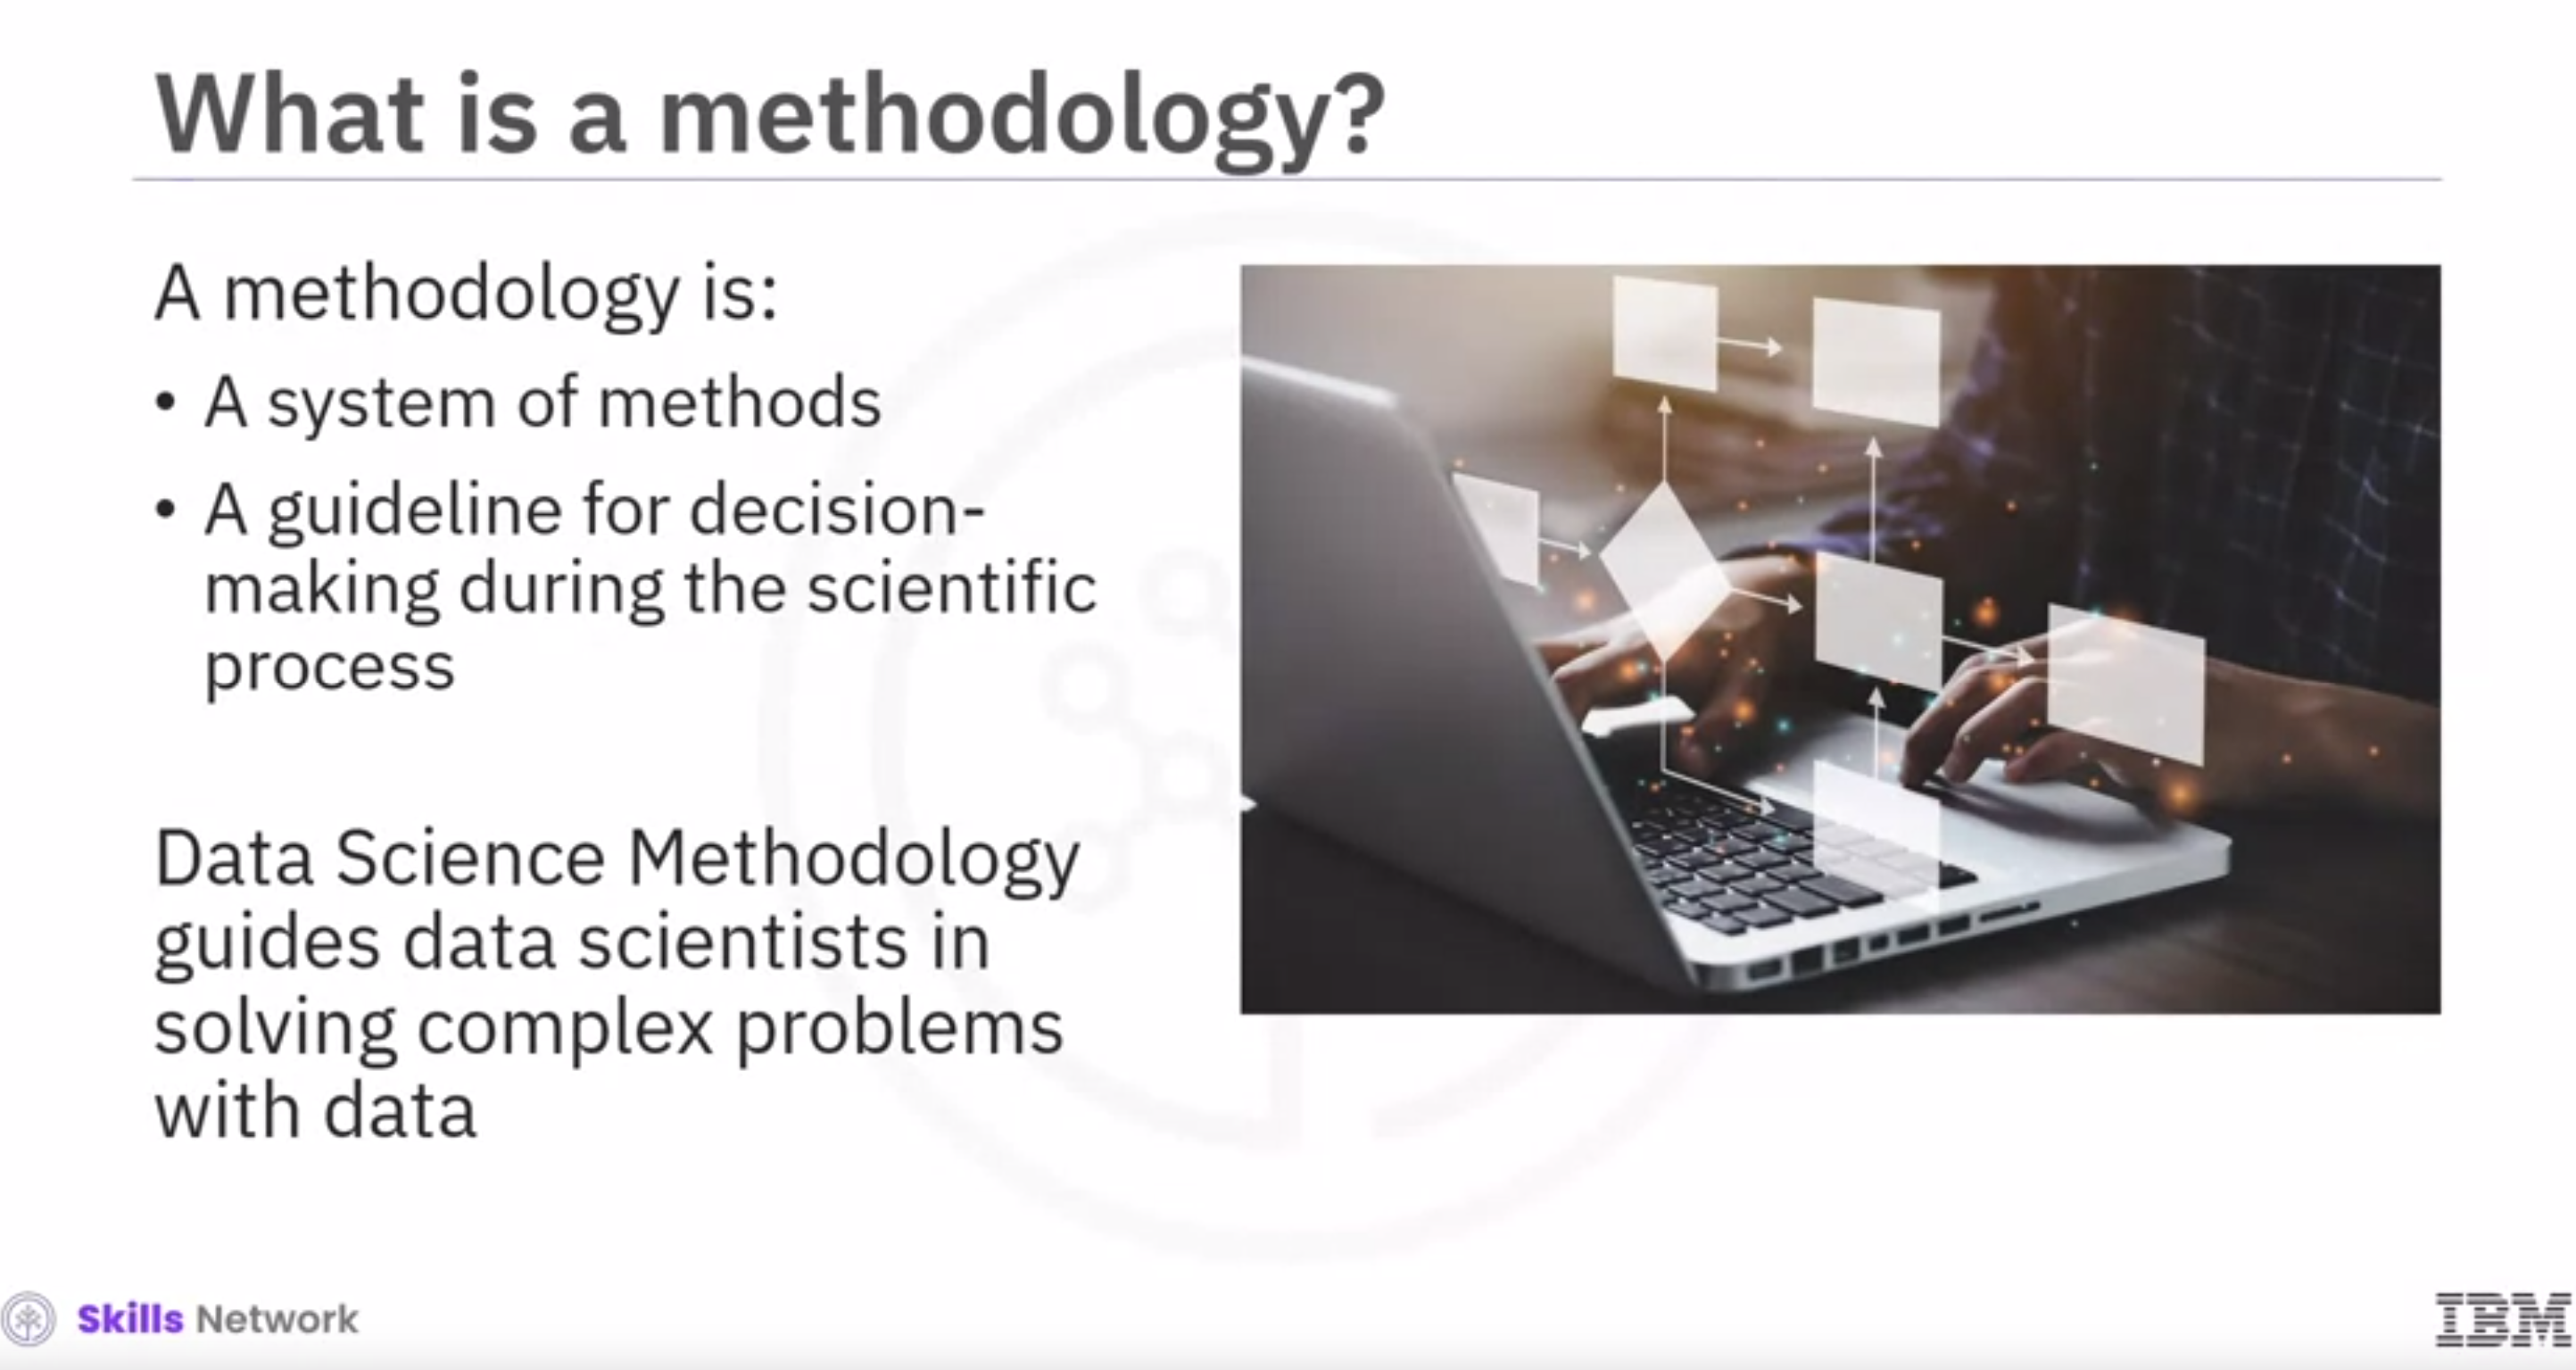 What is a methodology?
A methodology is:
• A system of methods
• A guideline for decision-
making during the scientific
process
Data Science Methodology
guides data scientists in
solving complex problems
with data
Skills Network
IBM